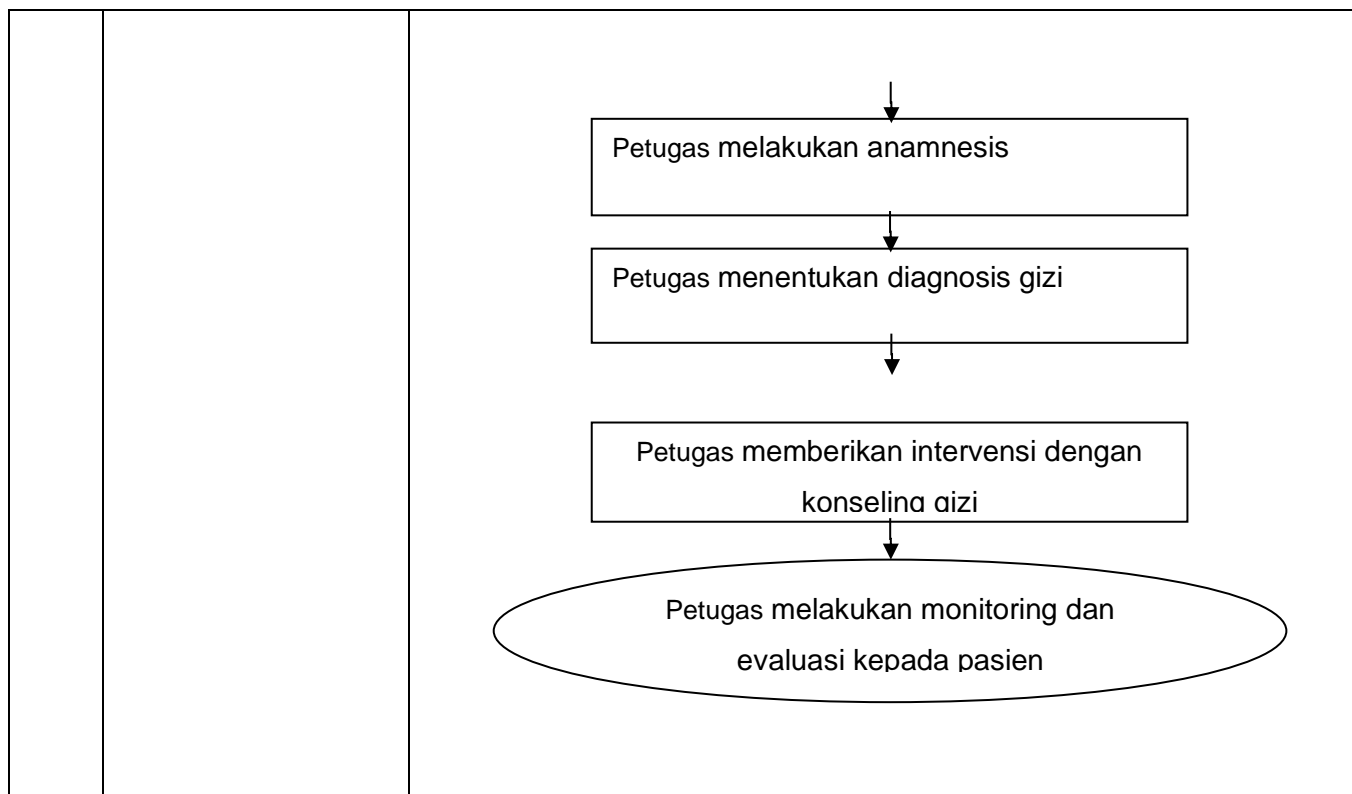 Petugas melakukan anamnesis
Petugas menentukan diagnosis gizi
Petugas memberikan intervensi dengan
konseling gizi
Petugas melakukan monitoring dan
evaluasi kepada pasien